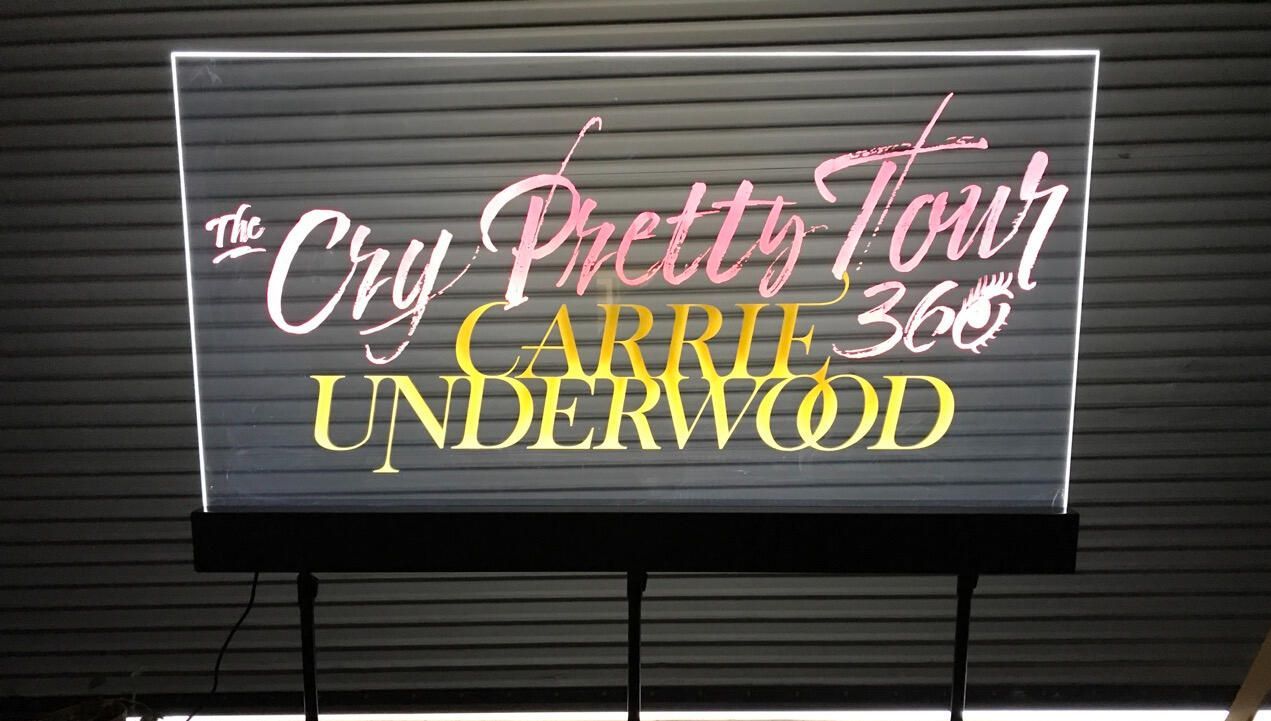 The Cry Pretty Tour
360
CARRIE
UNDERWOOD